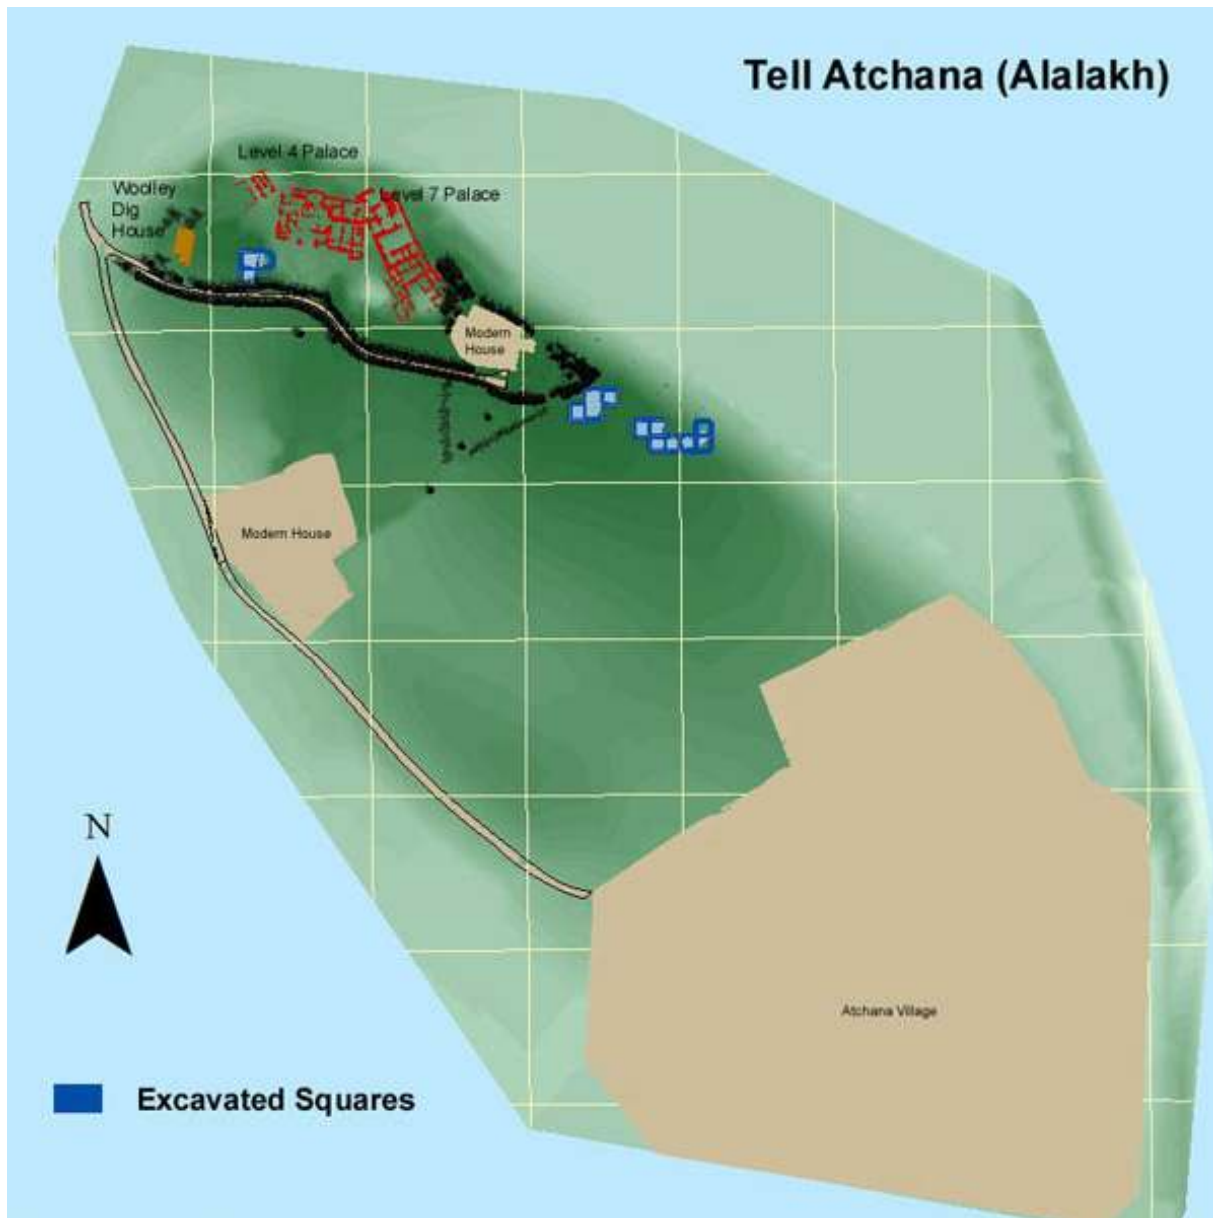 Tell Atchana (Alalakh)
Level 4 Palace
Woolley
Dig
House
Level 7 Palace
Modern
House
Modern House
N
Atchana Village
Excavated Squares